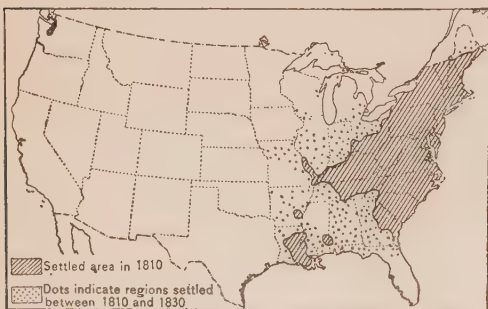 Settled area in 1810
Dots indicate regions settled
between 1810 and 1830